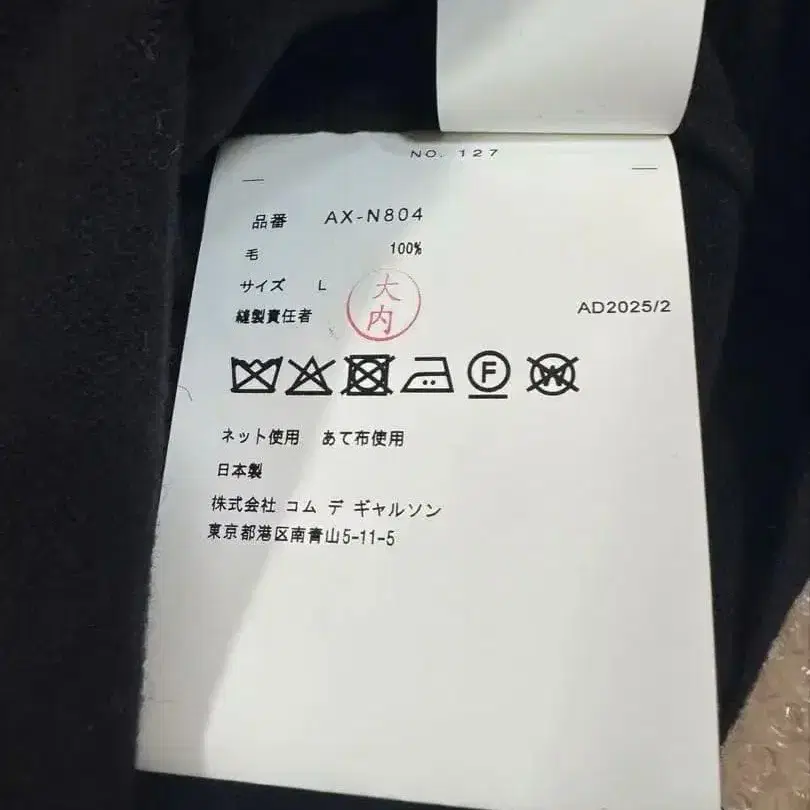 NO. 127
品番 AX-N804
毛 100%
サイズ L
縫製責任者 大内
AD2025/2
F W
ネット使用 あて布使用
日本製
株式会社 コム デ ギャルソン
東京都港区南青山5-11-5